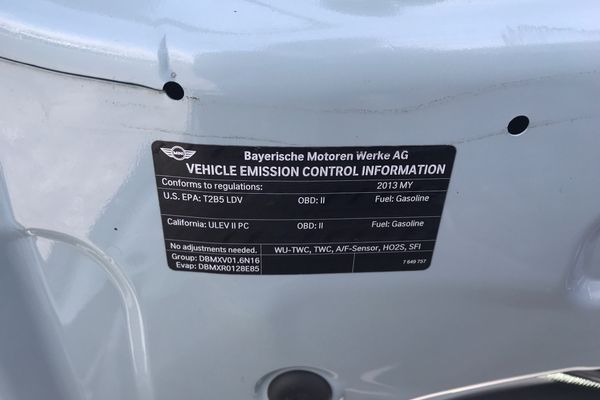 MINI
Bayerische Motoren Werke AG
VEHICLE EMISSION CONTROL INFORMATION
Conforms to regulations: 2013 MY
U.S. EPA: T2B5 LDV OBD: II Fuel: Gasoline
California: ULEV II PC OBD: II Fuel: Gasoline
No adjustments needed. WU-TWC, TWC, A/F-Sensor, HO2S, SFI
Group: DBMXV01.6N16
Evap: DBMXR0128E85 7 649 757